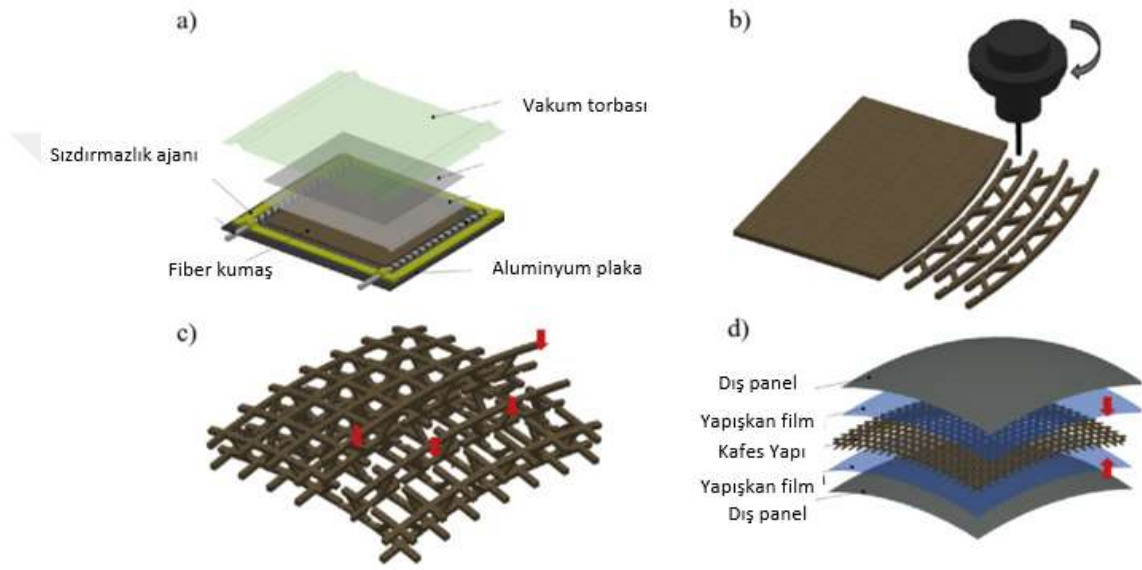 a)
Vakum torbası
Sızdırmazlık ajanı
Fiber kumaş
Aluminyum plaka
b)
c)
d)
Dış panel
Yapışkan film
Kafes Yapı
Yapışkan film
Dış panel